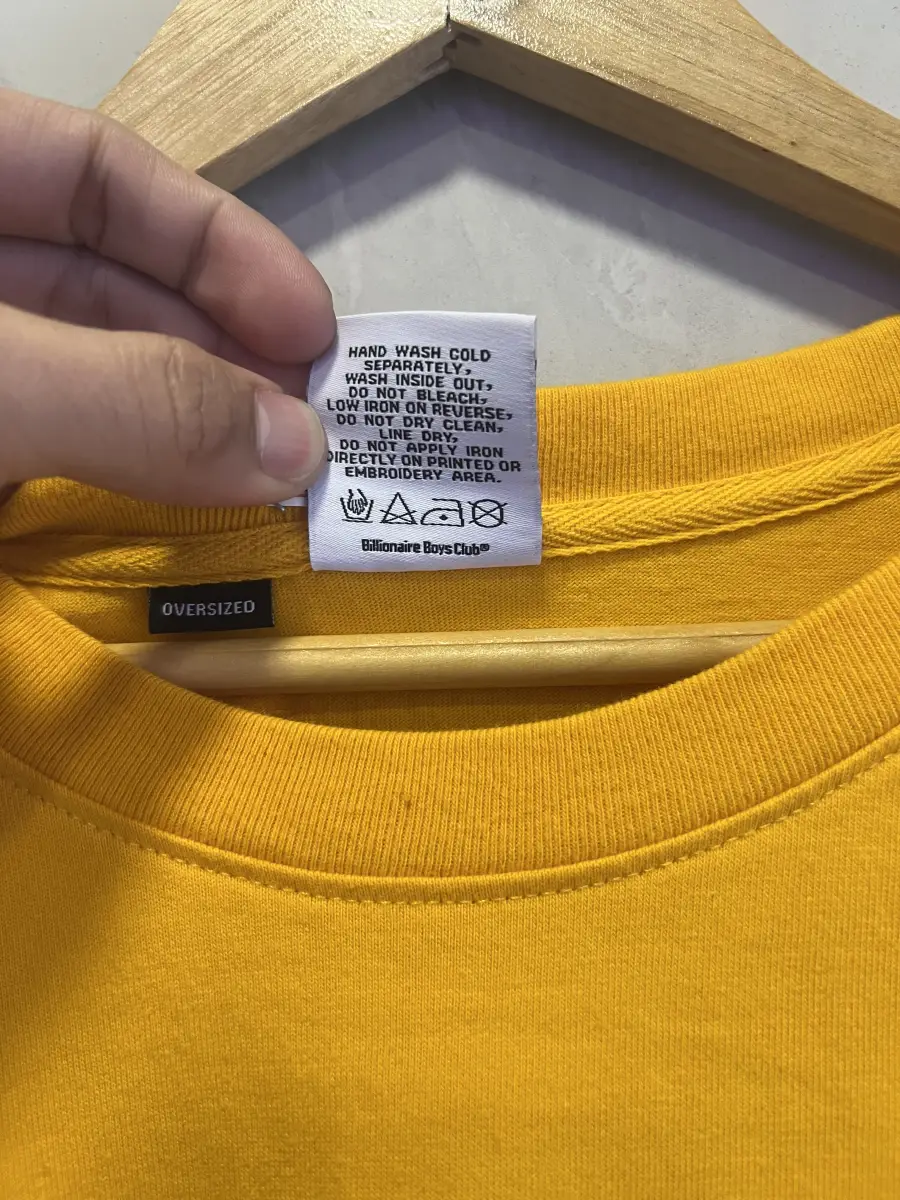 HAND WASH COLD
SEPARATELY,
WASH INSIDE OUT,
DO NOT BLEACH,
LOW IRON ON REVERSE,
DO NOT DRY CLEAN,
LINE DRY,
DO NOT APPLY IRON
DIRECTLY ON PRINTED OR
EMBROIDERY AREA.
Billionaire Boys Club®
OVERSIZED